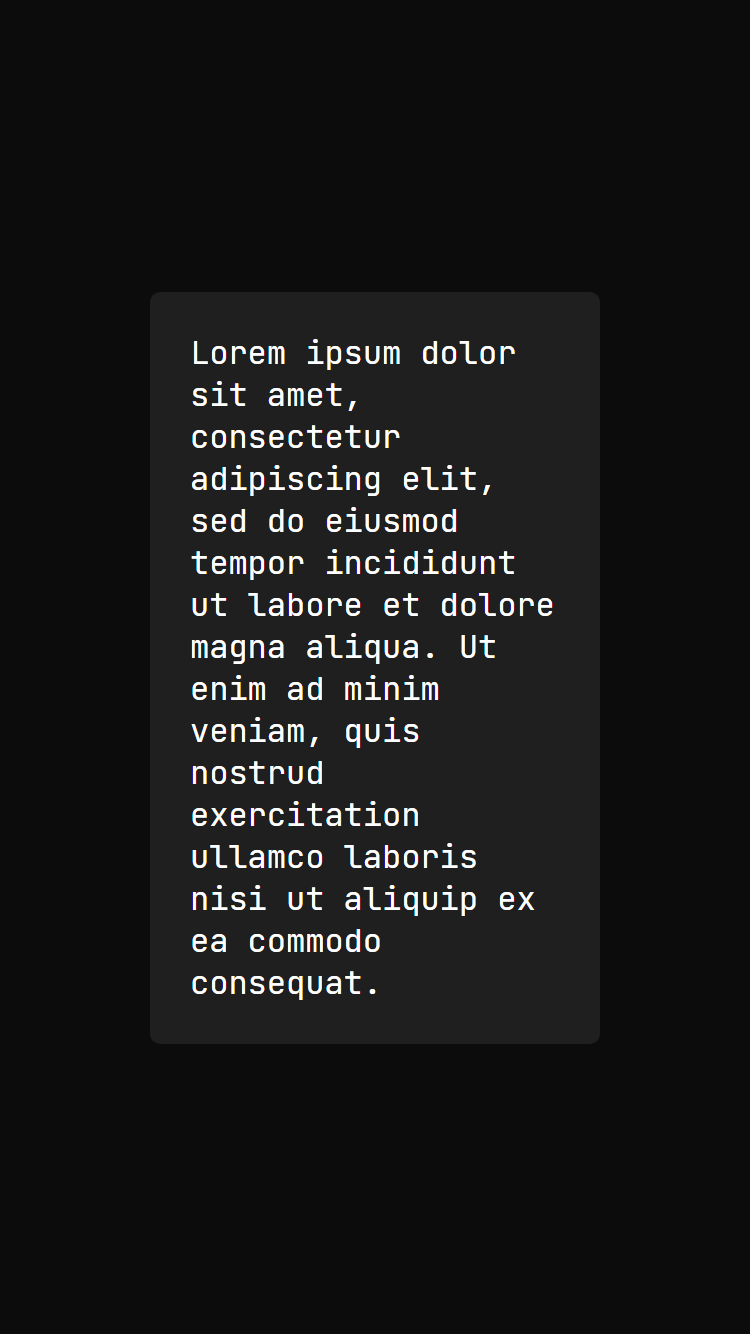 Lorem ipsum dolor
sit amet,
consectetur
adipiscing elit,
sed do eiusmod
tempor incididunt
ut labore et dolore
magna aliqua. Ut
enim ad minim
veniam, quis
nostrud
exercitation
ullamco laboris
nisi ut aliquip ex
ea commodo
consequat.